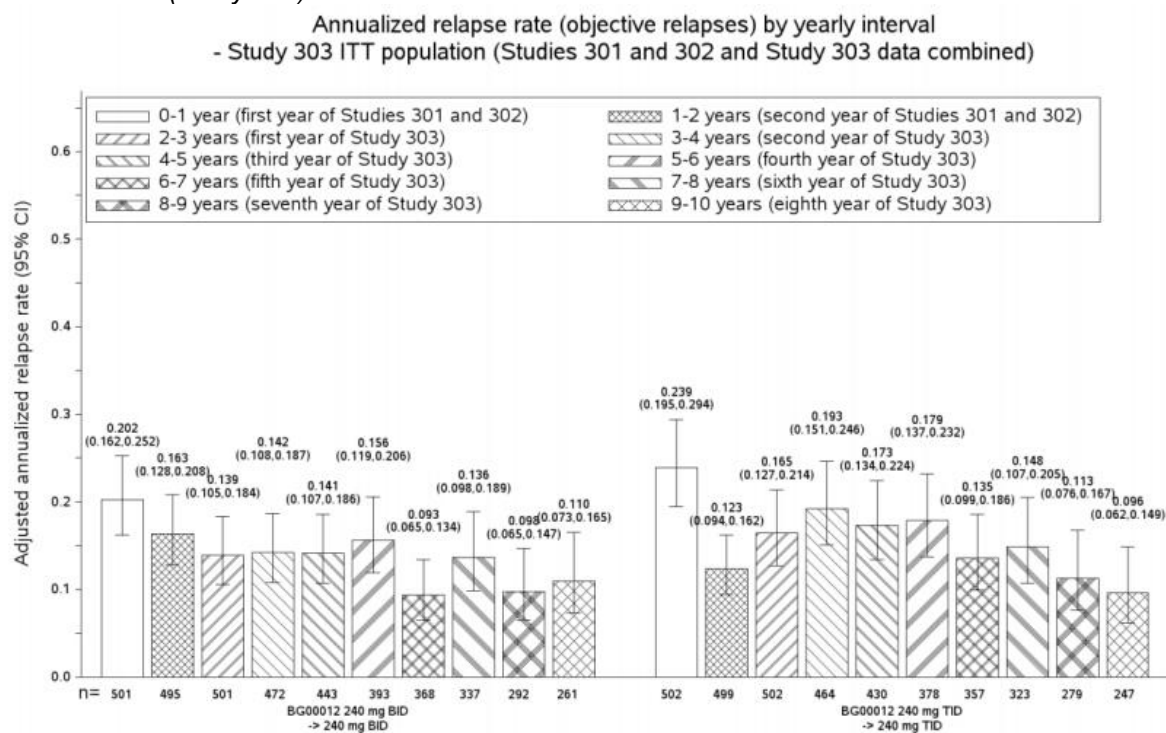 Annualized relapse rate (objective relapses) by yearly interval
- Study 303 ITT population (Studies 301 and 302 and Study 303 data combined)
0-1 year (first year of Studies 301 and 302)
1-2 years (second year of Studies 301 and 302)
2-3 years (first year of Study 303)
3-4 years (second year of Study 303)
4-5 years (third year of Study 303)
5-6 years (fourth year of Study 303)
6-7 years (fifth year of Study 303)
7-8 years (sixth year of Study 303)
8-9 years (seventh year of Study 303)
9-10 years (eighth year of Study 303)
Adjusted annualized relapse rate (95% CI)
0.6
0.5
0.4
0.3
0.2
0.1
0.0
0.202
(0.162,0.252)
0.163
(0.128,0.208)
0.139
(0.105,0.184)
0.142
(0.108,0.187)
0.141
(0.107,0.186)
0.156
(0.119,0.206)
0.093
(0.065,0.134)
0.136
(0.098,0.189)
0.098
(0.065,0.147)
0.110
(0.073,0.165)
0.239
(0.195,0.294)
0.123
(0.094,0.162)
0.165
(0.127,0.214)
0.193
(0.151,0.246)
0.173
(0.134,0.224)
0.179
(0.137,0.232)
0.135
(0.099,0.186)
0.148
(0.107,0.205)
0.113
(0.076,0.167)
0.096
(0.062,0.149)
n= 501 495 501 472 443 393 368 337 292 261 502 499 502 464 430 378 357 323 279 247
BG00012 240 mg BID
-> 240 mg BID
BG00012 240 mg TID
-> 240 mg TID